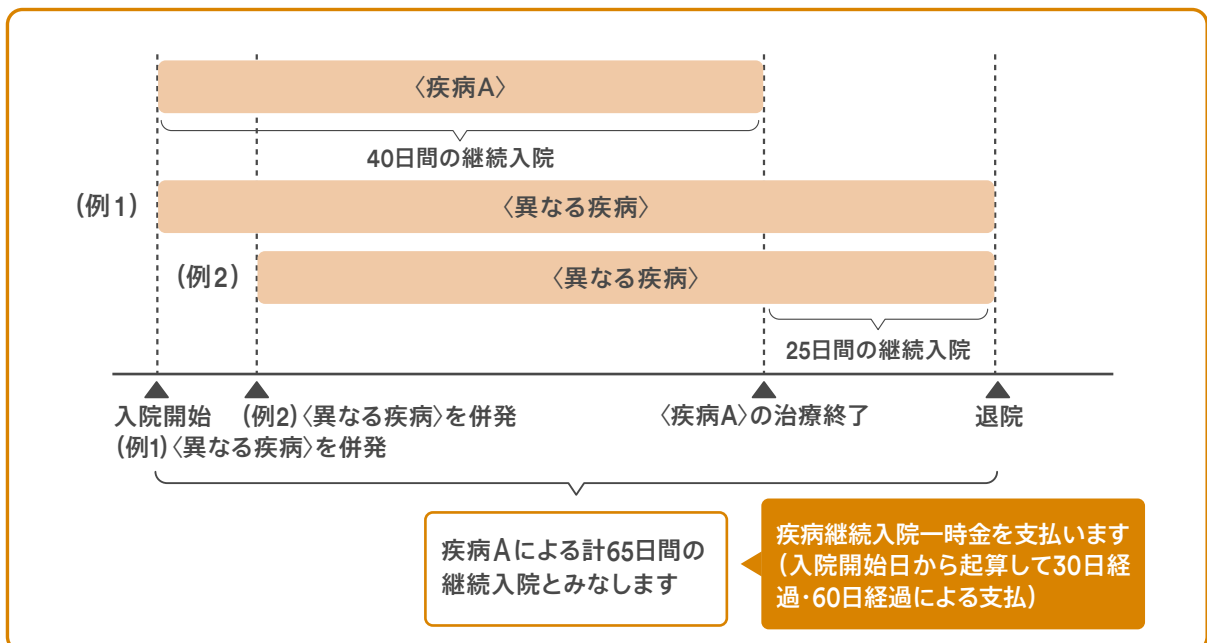 〈疾病A〉
40日間の継続入院
(例1)
〈異なる疾病〉
(例2)
〈異なる疾病〉
25日間の継続入院
入院開始
(例1)〈異なる疾病〉を併発
(例2)〈異なる疾病〉を併発
〈疾病A〉の治療終了
退院
疾病Aによる計65日間の
継続入院とみなします
疾病継続入院一時金を支払います
(入院開始日から起算して30日経
過・60日経過による支払)